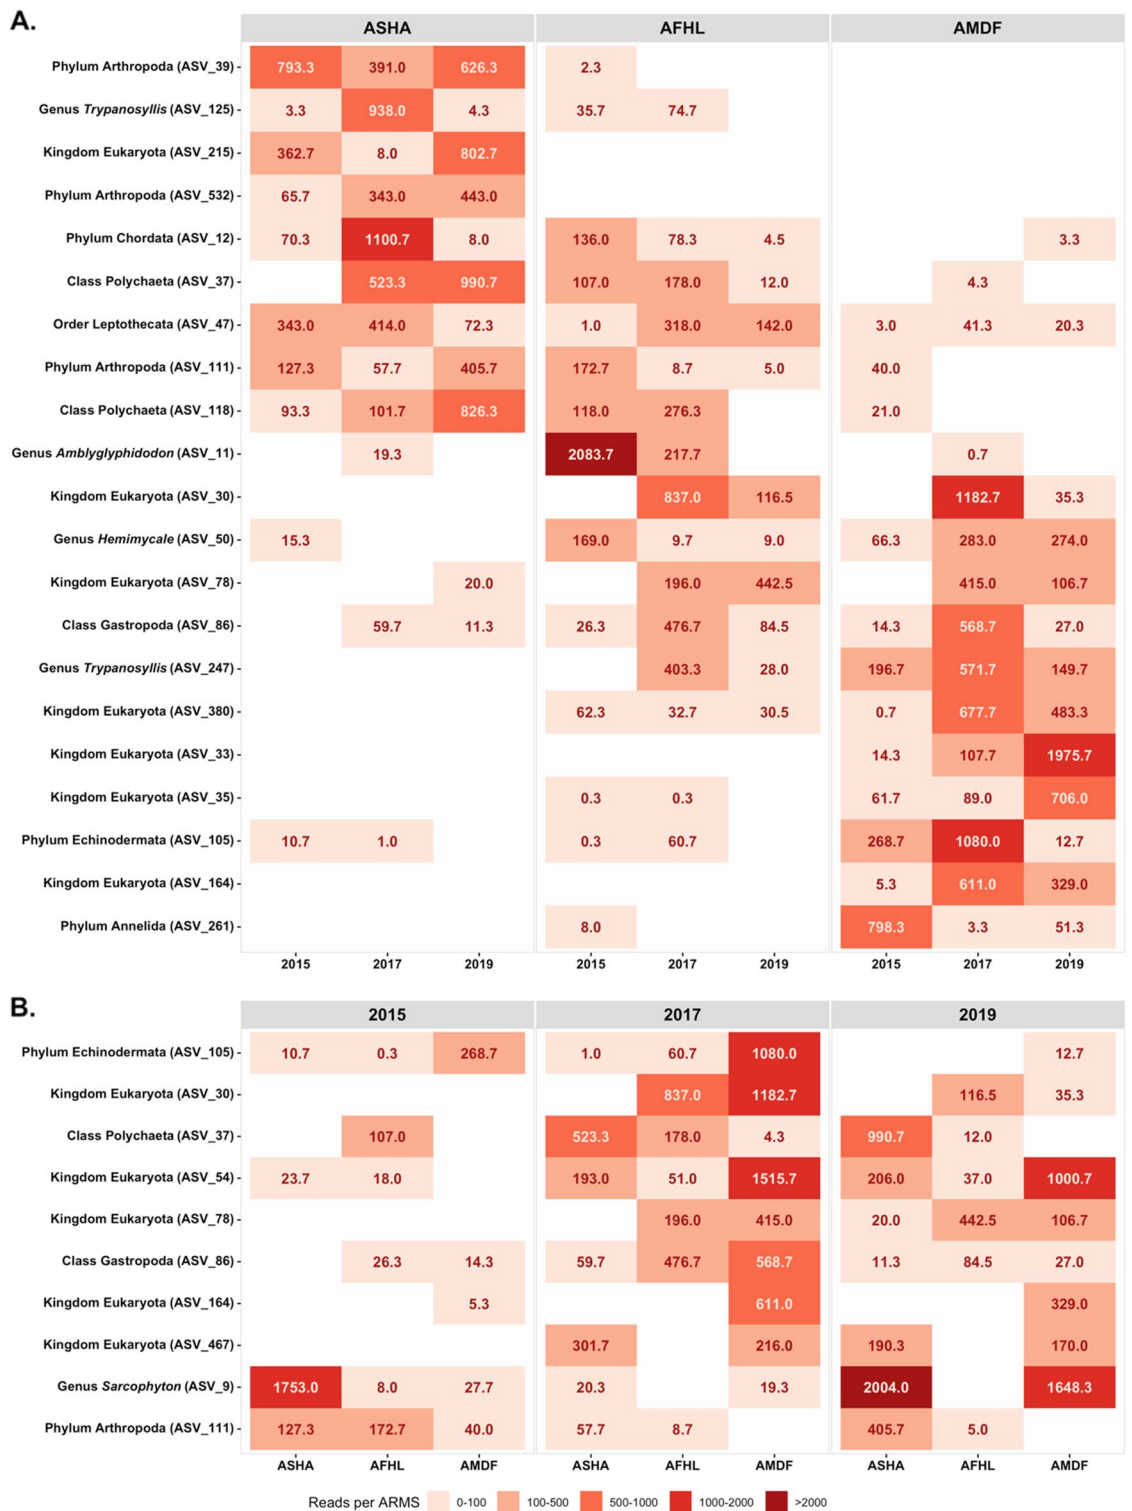 A.
ASHA AFHL AMDF
Phylum Arthropoda (ASV_39) 793.3 391.0 626.3 2.3
Genus Trypanosyllis (ASV_125) 3.3 938.0 4.3 35.7 74.7
Kingdom Eukaryota (ASV_215) 362.7 8.0 802.7
Phylum Arthropoda (ASV_532) 65.7 343.0 443.0
Phylum Chordata (ASV_12) 70.3 1100.7 8.0 136.0 78.3 4.5 3.3
Class Polychaeta (ASV_37) 523.3 990.7 107.0 178.0 12.0 4.3
Order Leptothecata (ASV_47) 343.0 414.0 72.3 1.0 318.0 142.0 3.0 41.3 20.3
Phylum Arthropoda (ASV_111) 127.3 57.7 405.7 172.7 8.7 5.0 40.0
Class Polychaeta (ASV_118) 93.3 101.7 826.3 118.0 276.3 21.0
Genus Amblyglyphidodon (ASV_11) 19.3 2083.7 217.7 0.7
Kingdom Eukaryota (ASV_30) 837.0 116.5 1182.7 35.3
Genus Hemimycale (ASV_50) 15.3 169.0 9.7 9.0 66.3 283.0 274.0
Kingdom Eukaryota (ASV_78) 20.0 196.0 442.5 415.0 106.7
Class Gastropoda (ASV_86) 59.7 11.3 26.3 476.7 84.5 14.3 568.7 27.0
Genus Trypanosyllis (ASV_247) 403.3 28.0 196.7 571.7 149.7
Kingdom Eukaryota (ASV_380) 62.3 32.7 30.5 0.7 677.7 483.3
Kingdom Eukaryota (ASV_33) 14.3 107.7 1975.7
Kingdom Eukaryota (ASV_35) 0.3 0.3 61.7 89.0 706.0
Phylum Echinodermata (ASV_105) 10.7 1.0 0.3 60.7 268.7 1080.0 12.7
Kingdom Eukaryota (ASV_164) 5.3 611.0 329.0
Phylum Annelida (ASV_261) 8.0 798.3 3.3 51.3
2015 2017 2019 2015 2017 2019 2015 2017 2019
B.
2015 2017 2019
Phylum Echinodermata (ASV_105) 10.7 0.3 268.7 1.0 60.7 1080.0 12.7
Kingdom Eukaryota (ASV_30) 837.0 1182.7 116.5 35.3
Class Polychaeta (ASV_37) 107.0 523.3 178.0 4.3 990.7 12.0
Kingdom Eukaryota (ASV_54) 23.7 18.0 193.0 51.0 1515.7 206.0 37.0 1000.7
Kingdom Eukaryota (ASV_78) 196.0 415.0 20.0 442.5 106.7
Class Gastropoda (ASV_86) 26.3 14.3 59.7 476.7 568.7 11.3 84.5 27.0
Kingdom Eukaryota (ASV_164) 5.3 611.0 329.0
Kingdom Eukaryota (ASV_467) 301.7 216.0 190.3 170.0
Genus Sarcophyton (ASV_9) 1753.0 8.0 27.7 20.3 19.3 2004.0 1648.3
Phylum Arthropoda (ASV_111) 127.3 172.7 40.0 57.7 8.7 405.7 5.0
ASHA AFHL AMDF ASHA AFHL AMDF ASHA AFHL AMDF
Reads per ARMS 0-100 100-500 500-1000 1000-2000 >2000